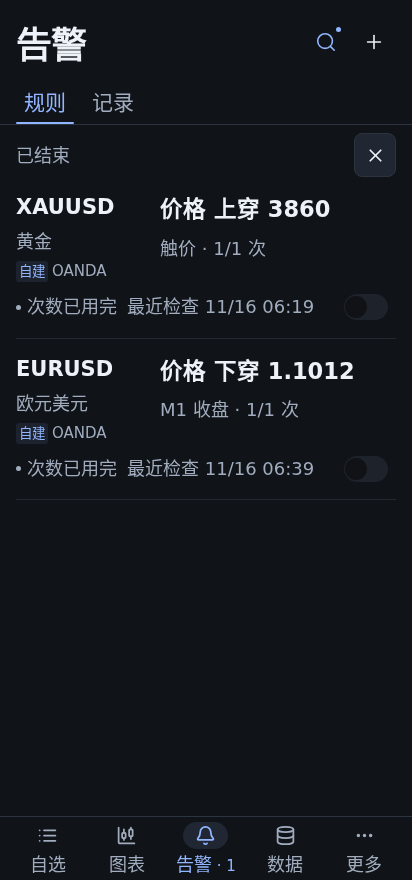 告警
规则 记录
已结束
XAUUSD 价格 上穿 3860
黄金 触价 · 1/1 次
自建 OANDA
• 次数已用完 最近检查 11/16 06:19
EURUSD 价格 下穿 1.1012
欧元美元 M1 收盘 · 1/1 次
自建 OANDA
• 次数已用完 最近检查 11/16 06:39
自选 图表 告警 · 1 数据 更多